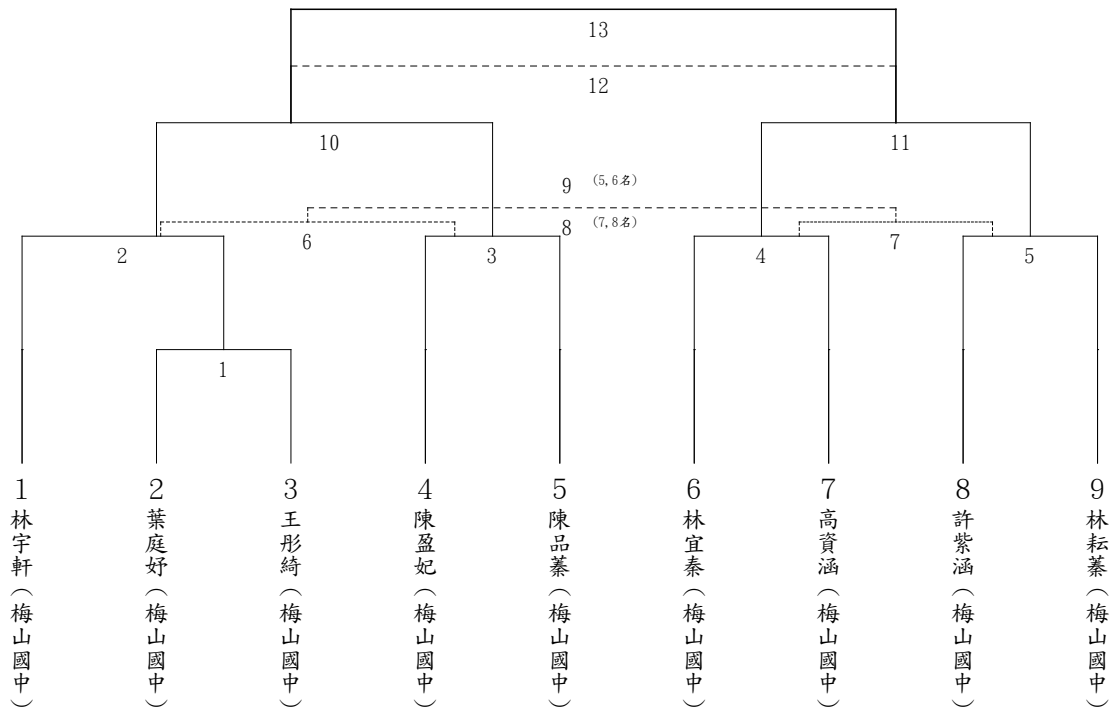 13
12
10
11
9 (5,6名)
8 (7,8名)
6
7
2
3
4
5
1
1 林宇軒(梅山國中)
2 葉庭妤(梅山國中)
3 王彤綺(梅山國中)
4 陳盈妃(梅山國中)
5 陳品蓁(梅山國中)
6 林宜秦(梅山國中)
7 高資涵(梅山國中)
8 許紫涵(梅山國中)
9 林耘蓁(梅山國中)